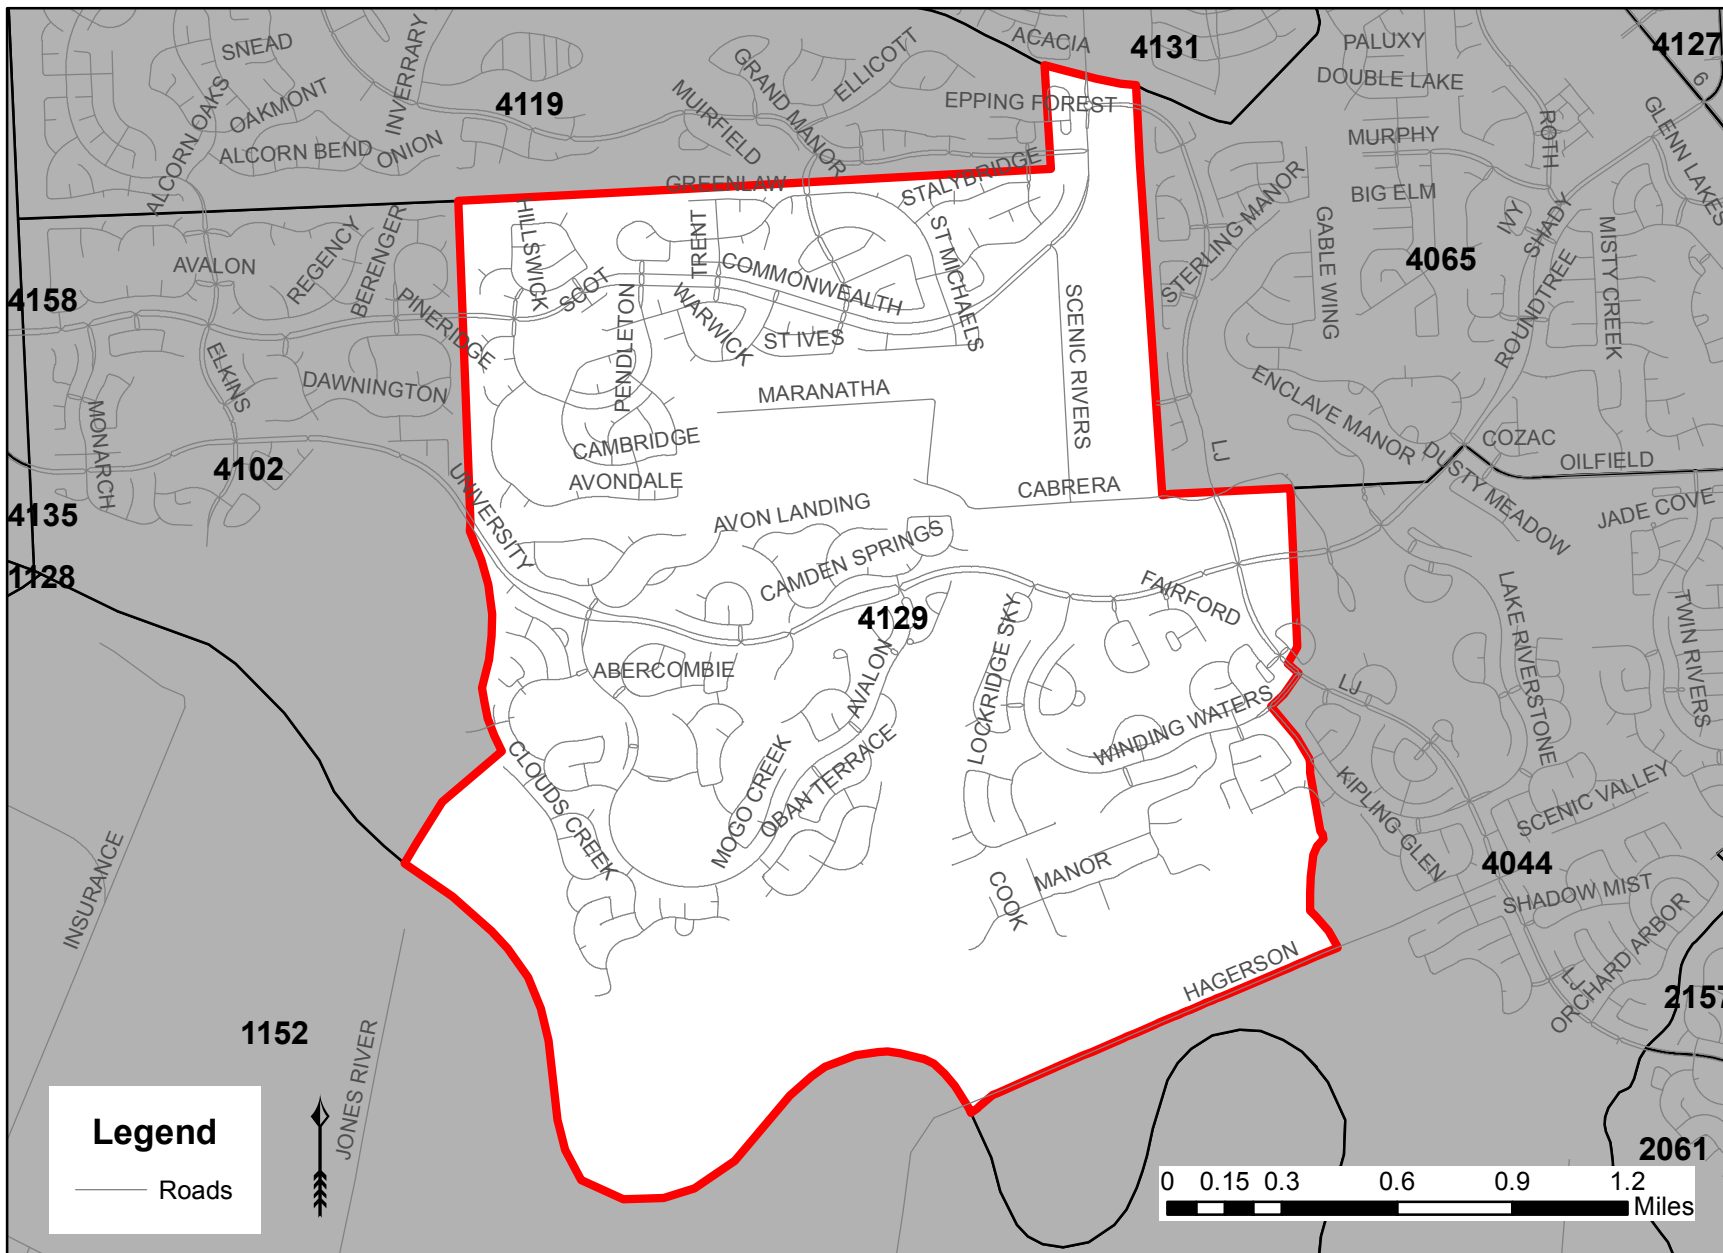 SNEAD
ACACIA
4131
PALUXY
4127
6
DOUBLE LAKE
ALCORN OAKS
OAKMONT
INVERRARY
4119
MUIRFIELD
GRAND MANOR
ELLICOTT
EPPING FOREST
ROTH
GLENN LAKES
MURPHY
ALCORN BEND
ONION
GREENLAW
STALYBRIDGE
STERLING MANOR
BIG ELM
IVY
SHADY
HILLSWICK
TRENT
ST MICHAELS
GABLE WING
MISTY CREEK
AVALON
REGENCY
BERENGER
SCOT
COMMONWEALTH
4065
4158
PINERIDGE
PENDLETON
WARWICK
ST IVES
SCENIC RIVERS
ROUNDTREE
ELKINS
DAWNINGTON
MARANATHA
ENCLAVE MANOR
MONARCH
CAMBRIDGE
LJ
DUSTY MEADOW
COZAC
OILFIELD
4102
UNIVERSITY
AVONDALE
CABRERA
JADE COVE
4135
AVON LANDING
CAMDEN SPRINGS
1128
4129
FAIRFORD
LAKE RIVERSTONE
TWIN RIVERS
LOCKRIDGE SKY
ABERCOMBIE
AVALON
LJ
WINDING WATERS
CLOUDS CREEK
MOGO CREEK
OBAN TERRACE
KIPLING GLEN
SCENIC VALLEY
INSURANCE
COOK
MANOR
4044
SHADOW MIST
HAGERSON
LJ
ORCHARD ARBOR
2157
1152
JONES RIVER
Legend
Roads
2061
0 0.15 0.3 0.6 0.9 1.2
Miles